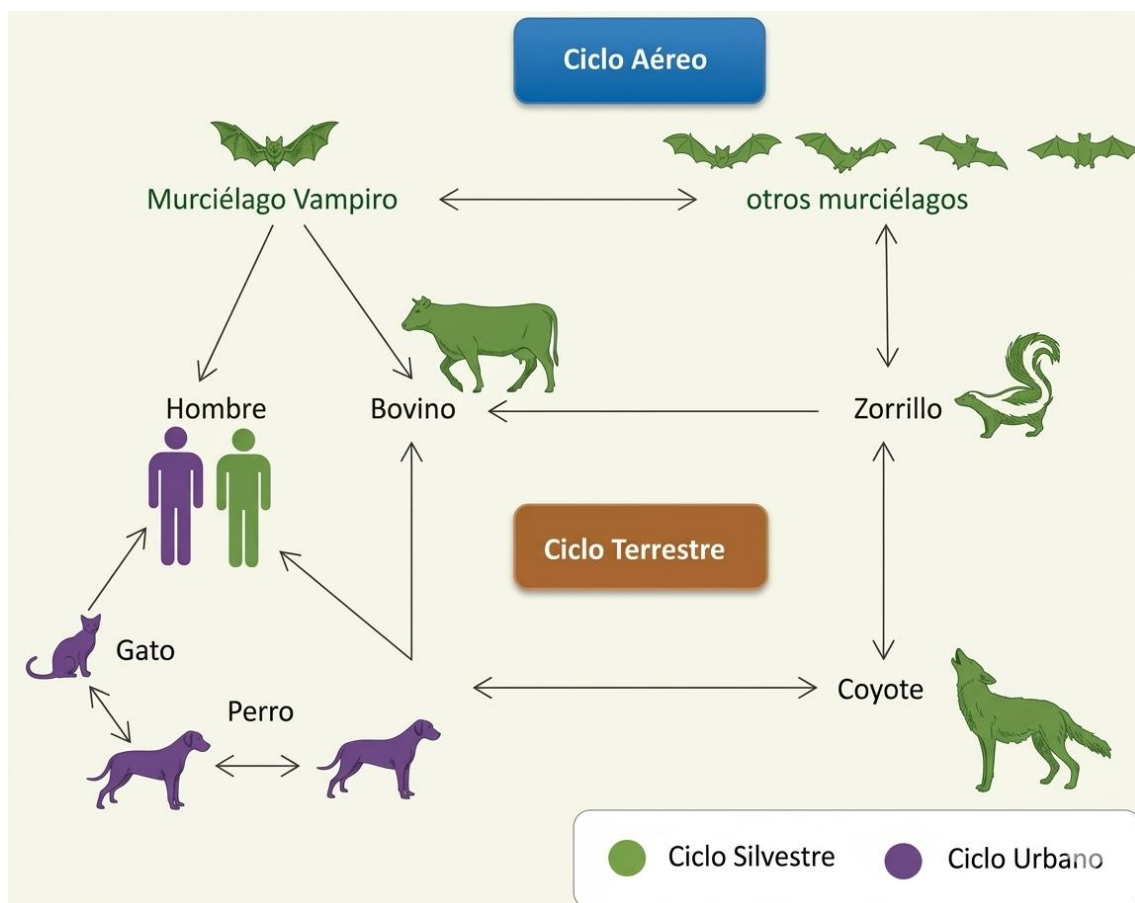 Ciclo Aéreo
Murciélago Vampiro
otros murciélagos
Hombre
Bovino
Zorrillo
Ciclo Terrestre
Gato
Coyote
Perro
Ciclo Silvestre
Ciclo Urbano